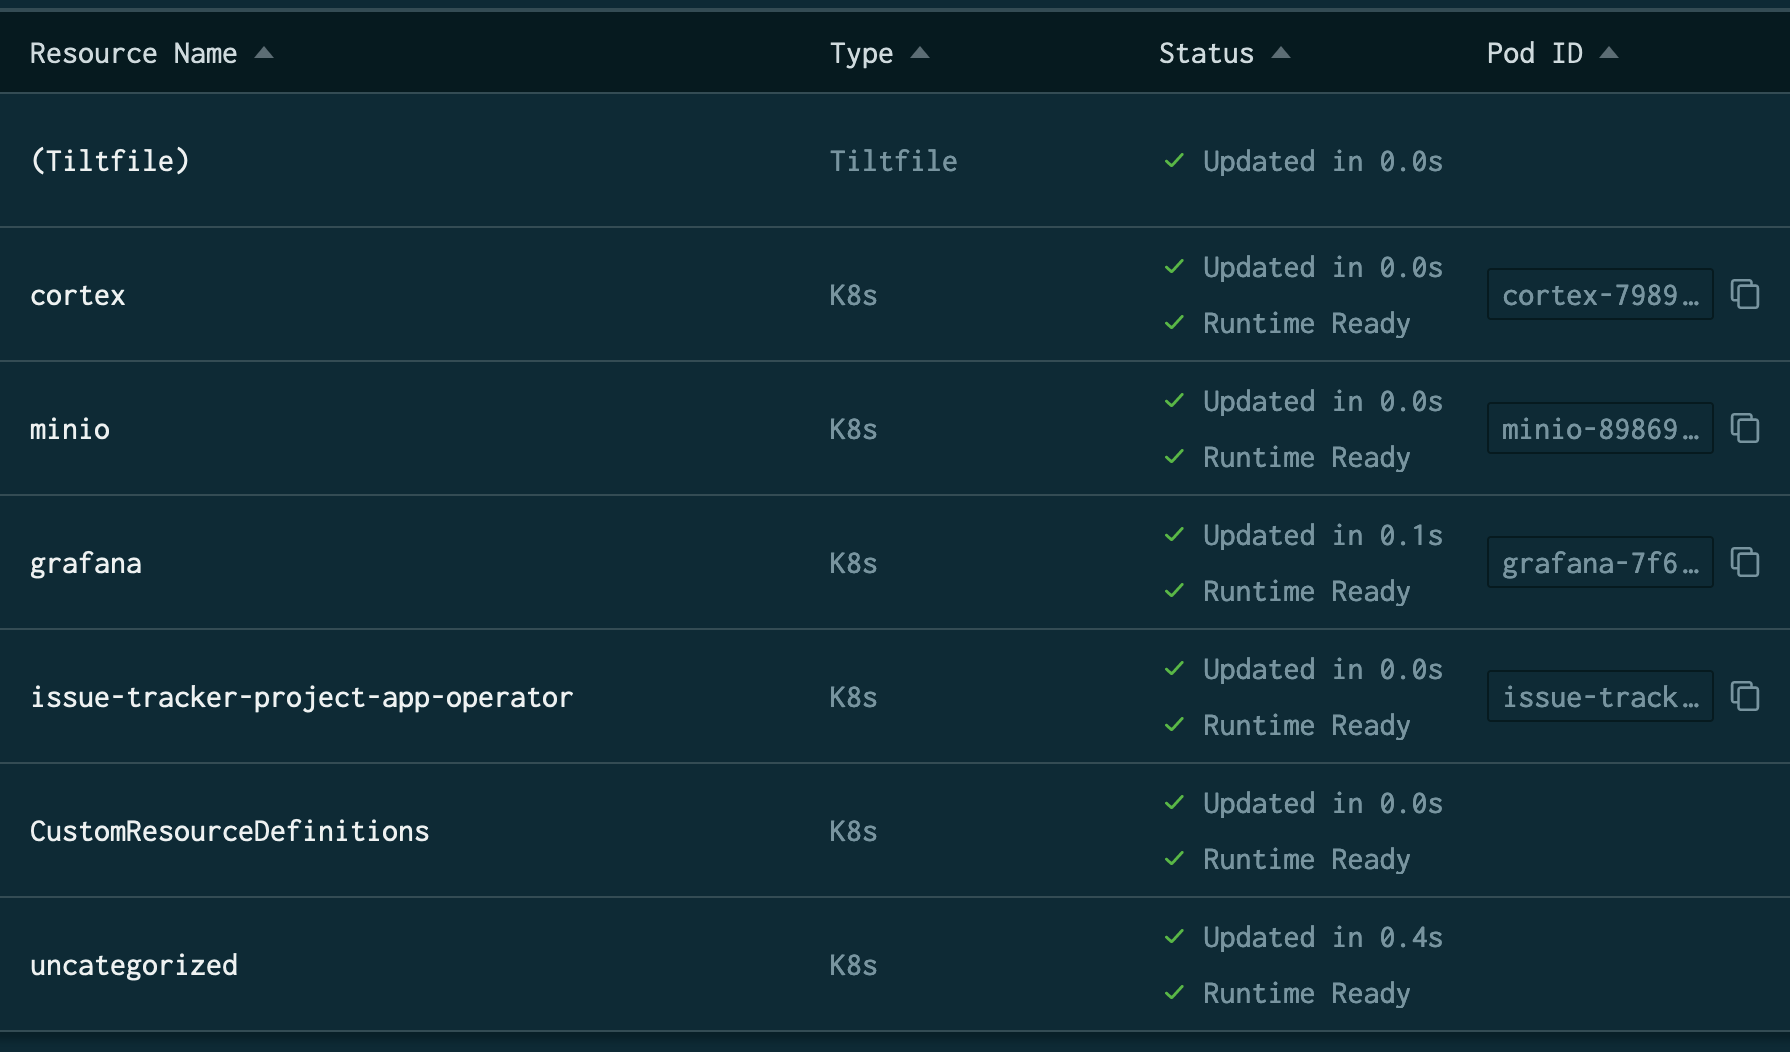 Resource Name Type Status Pod ID
(Tiltfile) Tiltfile Updated in 0.0s
cortex K8s Updated in 0.0s
Runtime Ready
cortex-7989…
minio K8s Updated in 0.0s
Runtime Ready
minio-89869…
grafana K8s Updated in 0.1s
Runtime Ready
grafana-7f6…
issue-tracker-project-app-operator K8s Updated in 0.0s
Runtime Ready
issue-track…
CustomResourceDefinitions K8s Updated in 0.0s
Runtime Ready
uncategorized K8s Updated in 0.4s
Runtime Ready